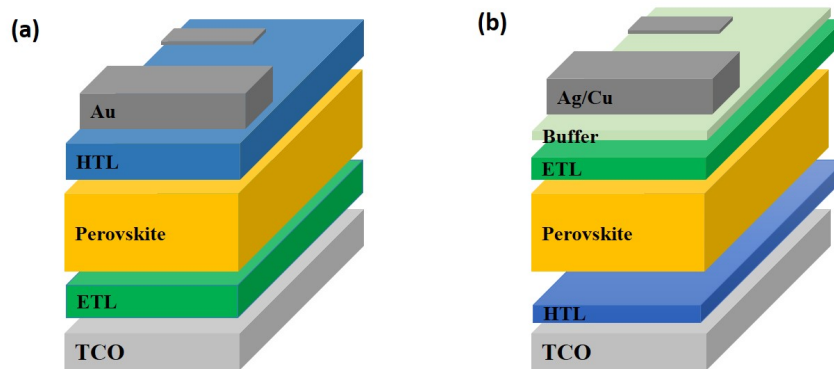 (a)
Au
HTL
Perovskite
ETL
TCO
(b)
Ag/Cu
Buffer
ETL
Perovskite
HTL
TCO